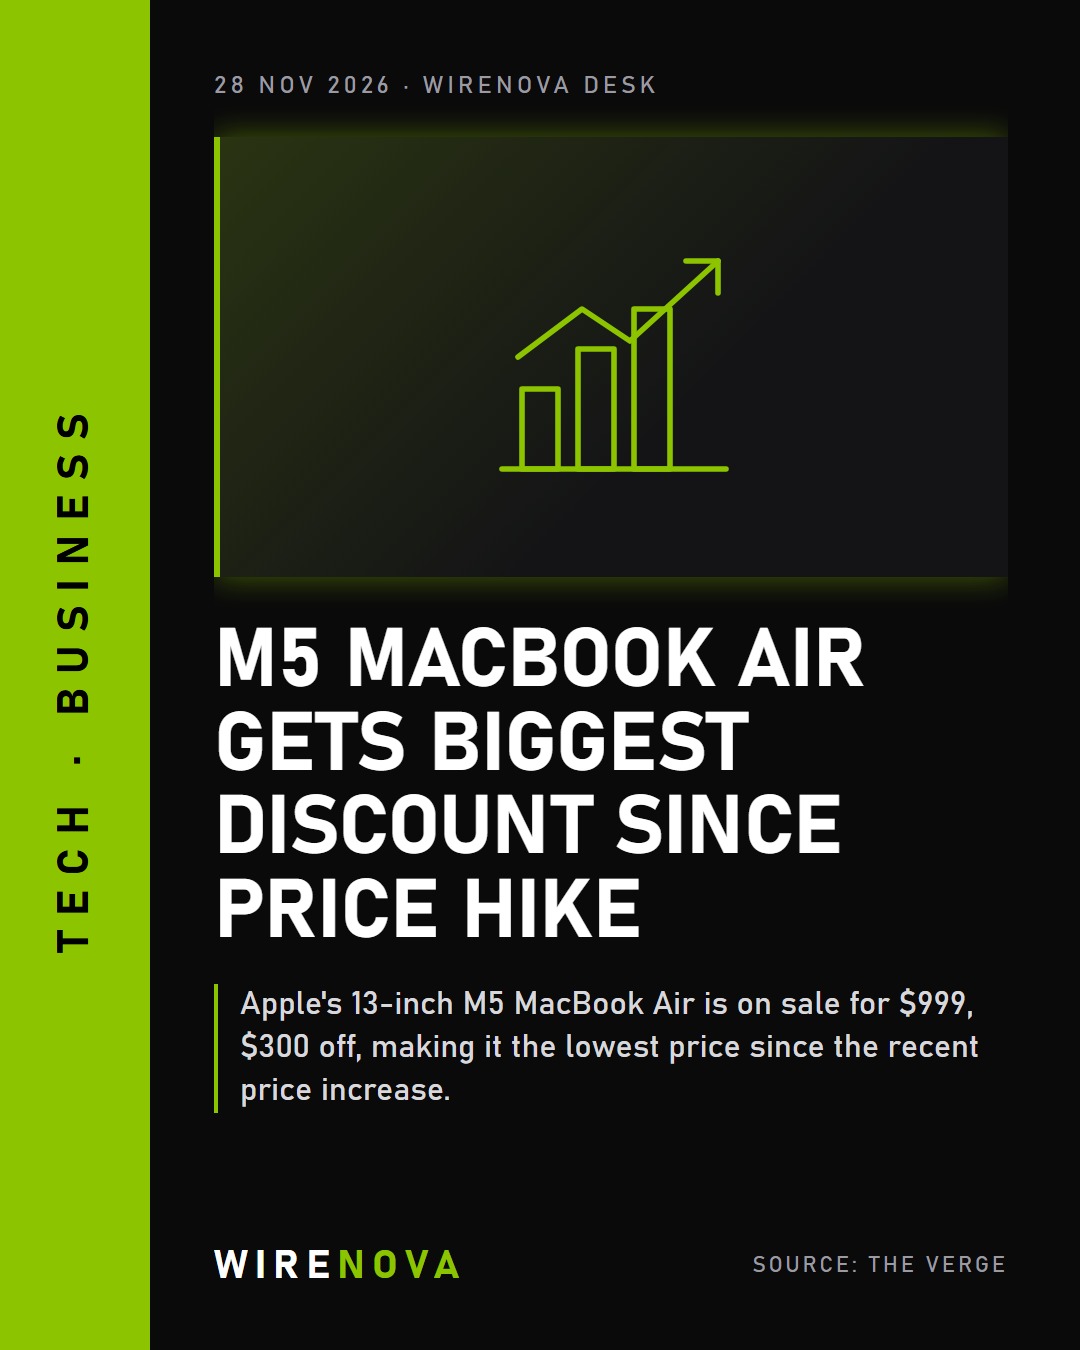 28 NOV 2026 · WIRENOVA DESK
TECH · BUSINESS
M5 MACBOOK AIR
GETS BIGGEST
DISCOUNT SINCE
PRICE HIKE
Apple's 13-inch M5 MacBook Air is on sale for $999,
$300 off, making it the lowest price since the recent
price increase.
WIRENOVA
SOURCE: THE VERGE